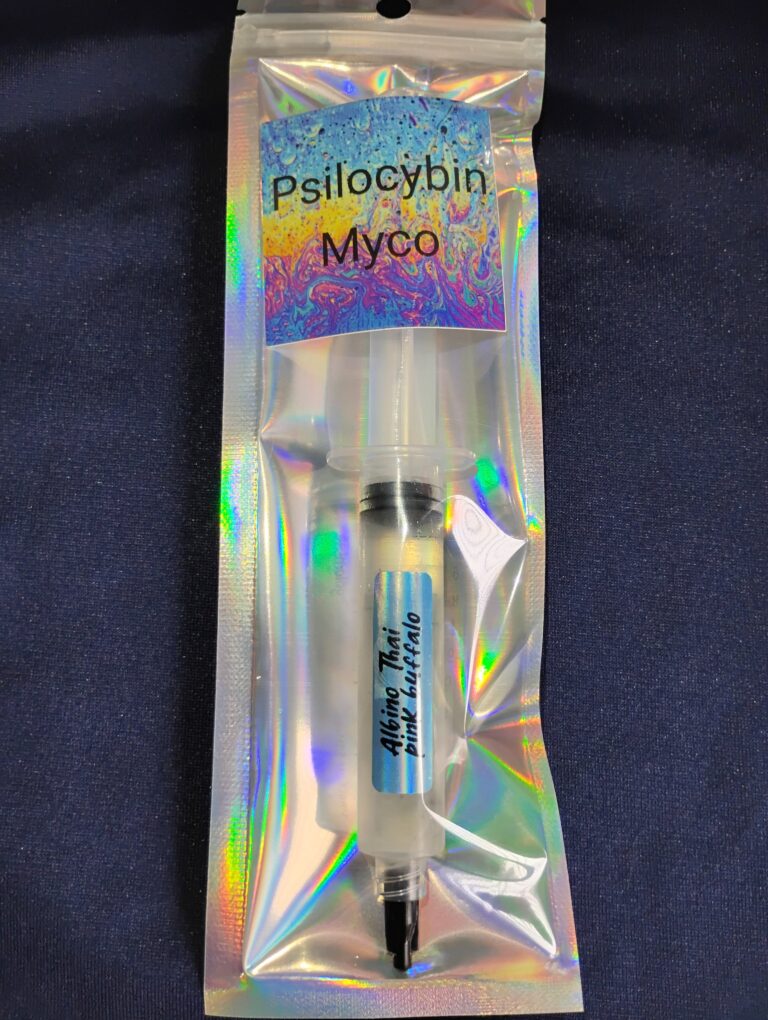 Psilocybin
Myco
Albino Thai
pink buffalo